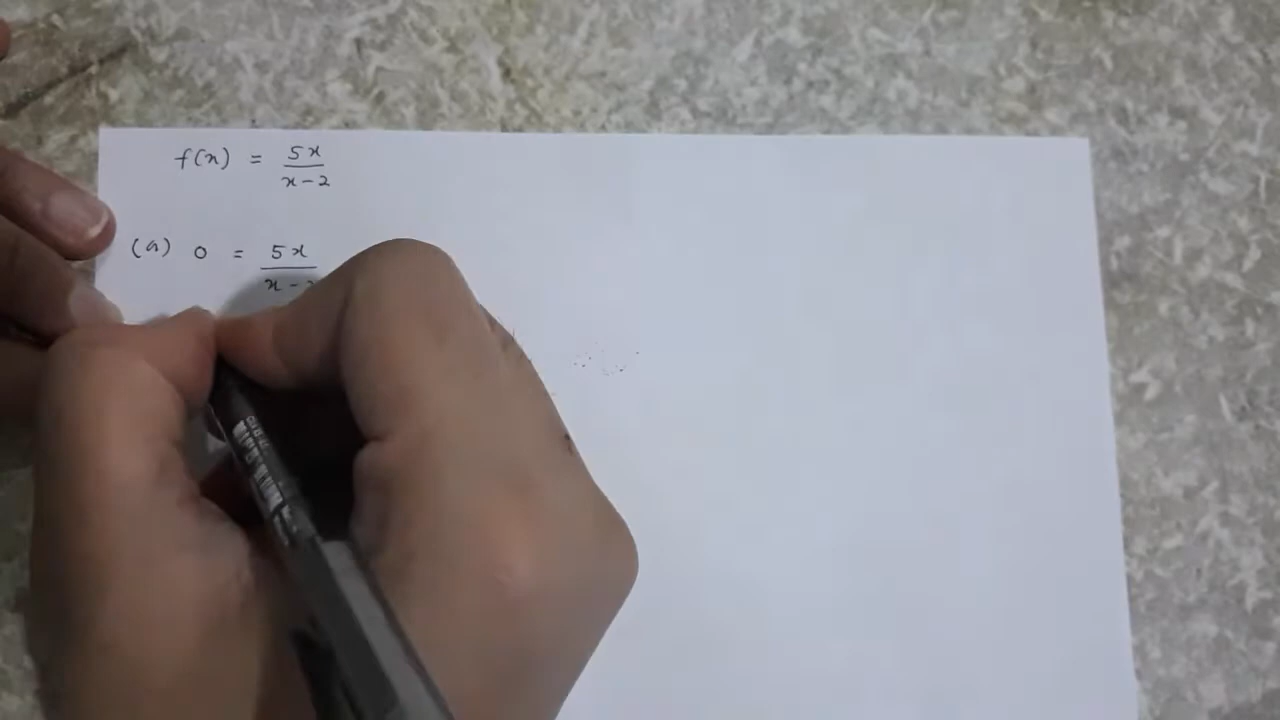 f(x) = 5x / x-2
(a) 0 = 5x / x-